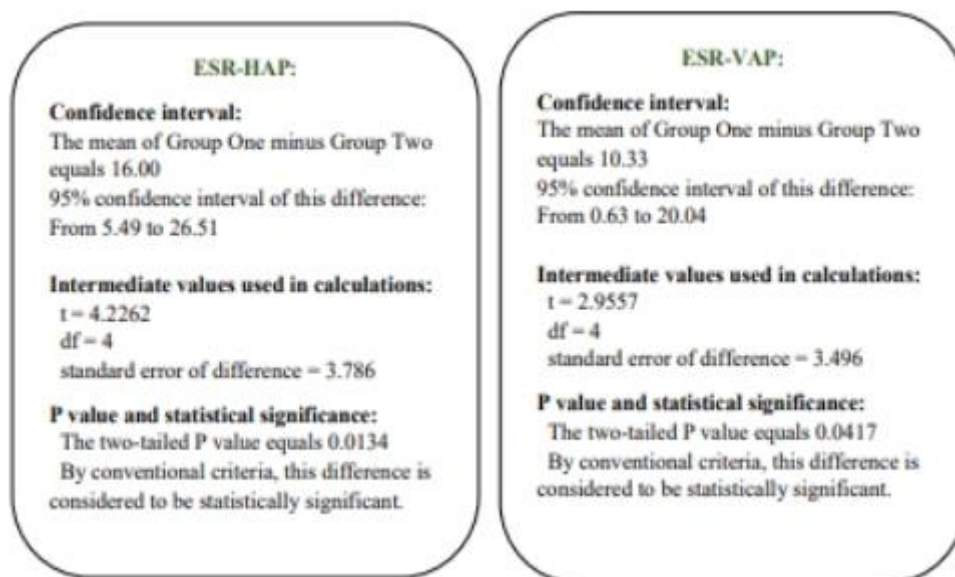 ESR-HAP:
Confidence interval:
The mean of Group One minus Group Two
equals 16.00
95% confidence interval of this difference:
From 5.49 to 26.51
Intermediate values used in calculations:
t = 4.2262
df = 4
standard error of difference = 3.786
P value and statistical significance:
The two-tailed P value equals 0.0134
By conventional criteria, this difference is
considered to be statistically significant.
ESR-VAP:
Confidence interval:
The mean of Group One minus Group Two
equals 10.33
95% confidence interval of this difference:
From 0.63 to 20.04
Intermediate values used in calculations:
t = 2.9557
df = 4
standard error of difference = 3.496
P value and statistical significance:
The two-tailed P value equals 0.0417
By conventional criteria, this difference is
considered to be statistically significant.